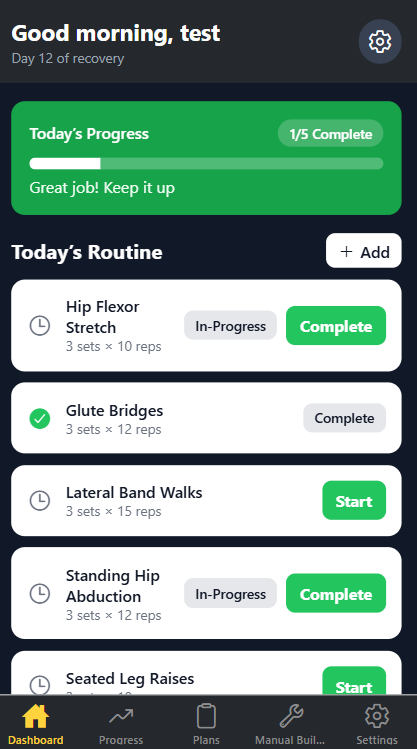 Good morning, test
Day 12 of recovery
Today's Progress
1/5 Complete
Great job! Keep it up
Today's Routine
+ Add
Hip Flexor
Stretch
3 sets × 10 reps
In-Progress
Complete
Glute Bridges
3 sets × 12 reps
Complete
Lateral Band Walks
3 sets × 15 reps
Start
Standing Hip
Abduction
3 sets × 12 reps
In-Progress
Complete
Seated Leg Raises
Start
Dashboard
Progress
Plans
Manual Buil...
Settings